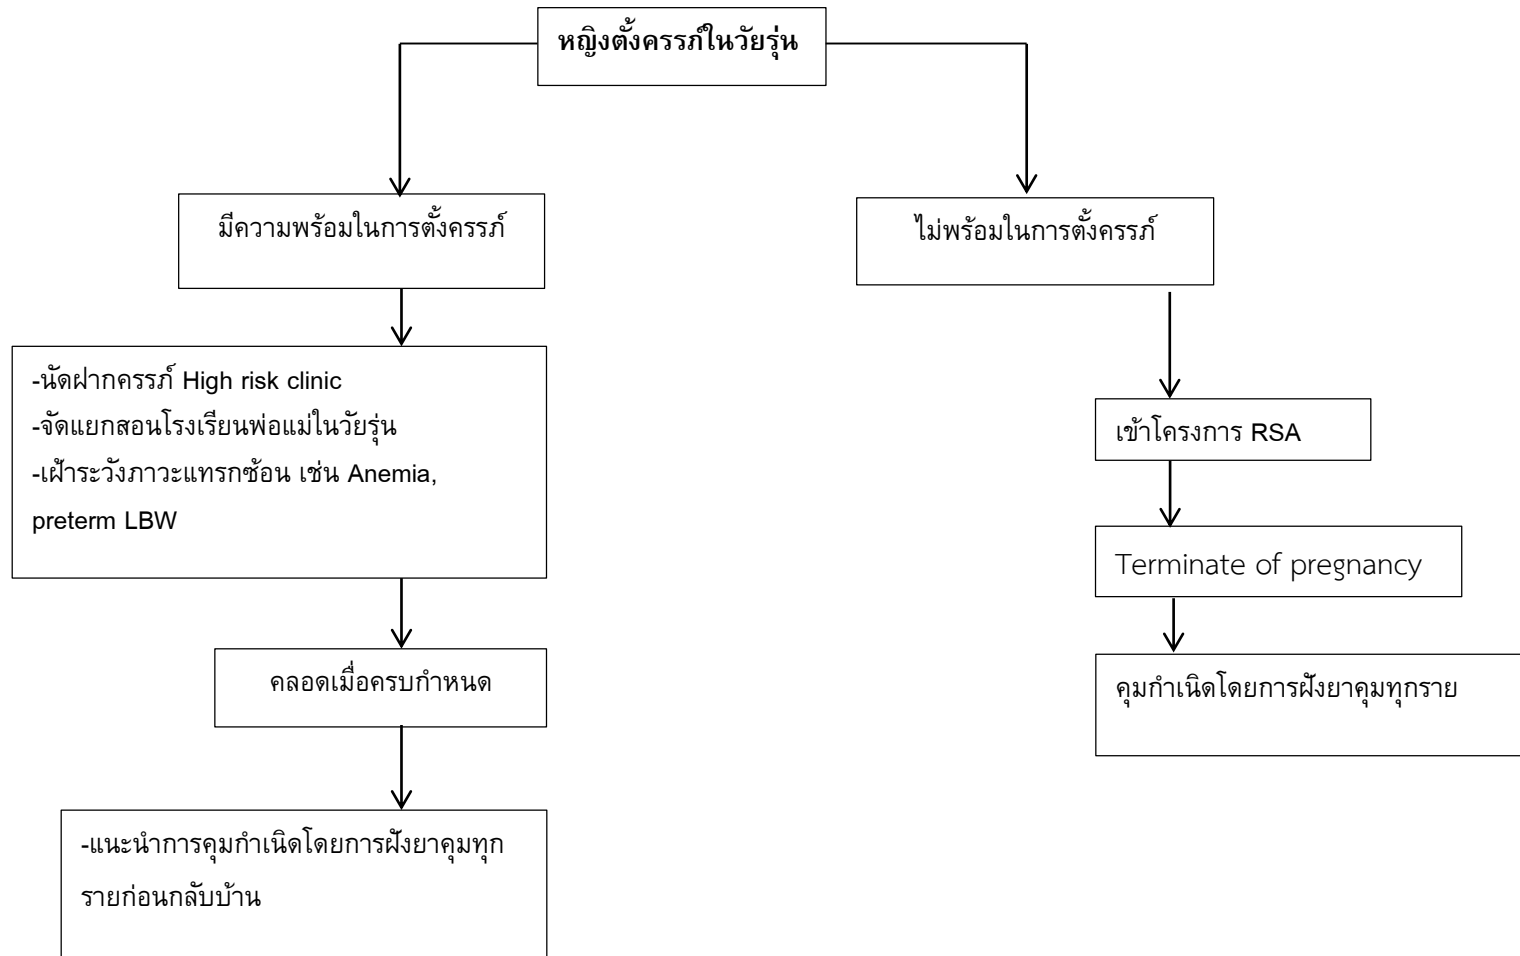 หญิงตั้งครรภ์ในวัยรุ่น
มีความพร้อมในการตั้งครรภ์
ไม่พร้อมในการตั้งครรภ์
-นัดฝากครรภ์ High risk clinic
-จัดแยกสอนโรงเรียนพ่อแม่ในวัยรุ่น
-เฝ้าระวังภาวะแทรกซ้อน เช่น Anemia,
preterm LBW
เข้าโครงการ RSA
Terminate of pregnancy
คลอดเมื่อครบกำหนด
คุมกำเนิดโดยการฝังยาคุมทุกราย
-แนะนำการคุมกำเนิดโดยการฝังยาคุมทุก
รายก่อนกลับบ้าน